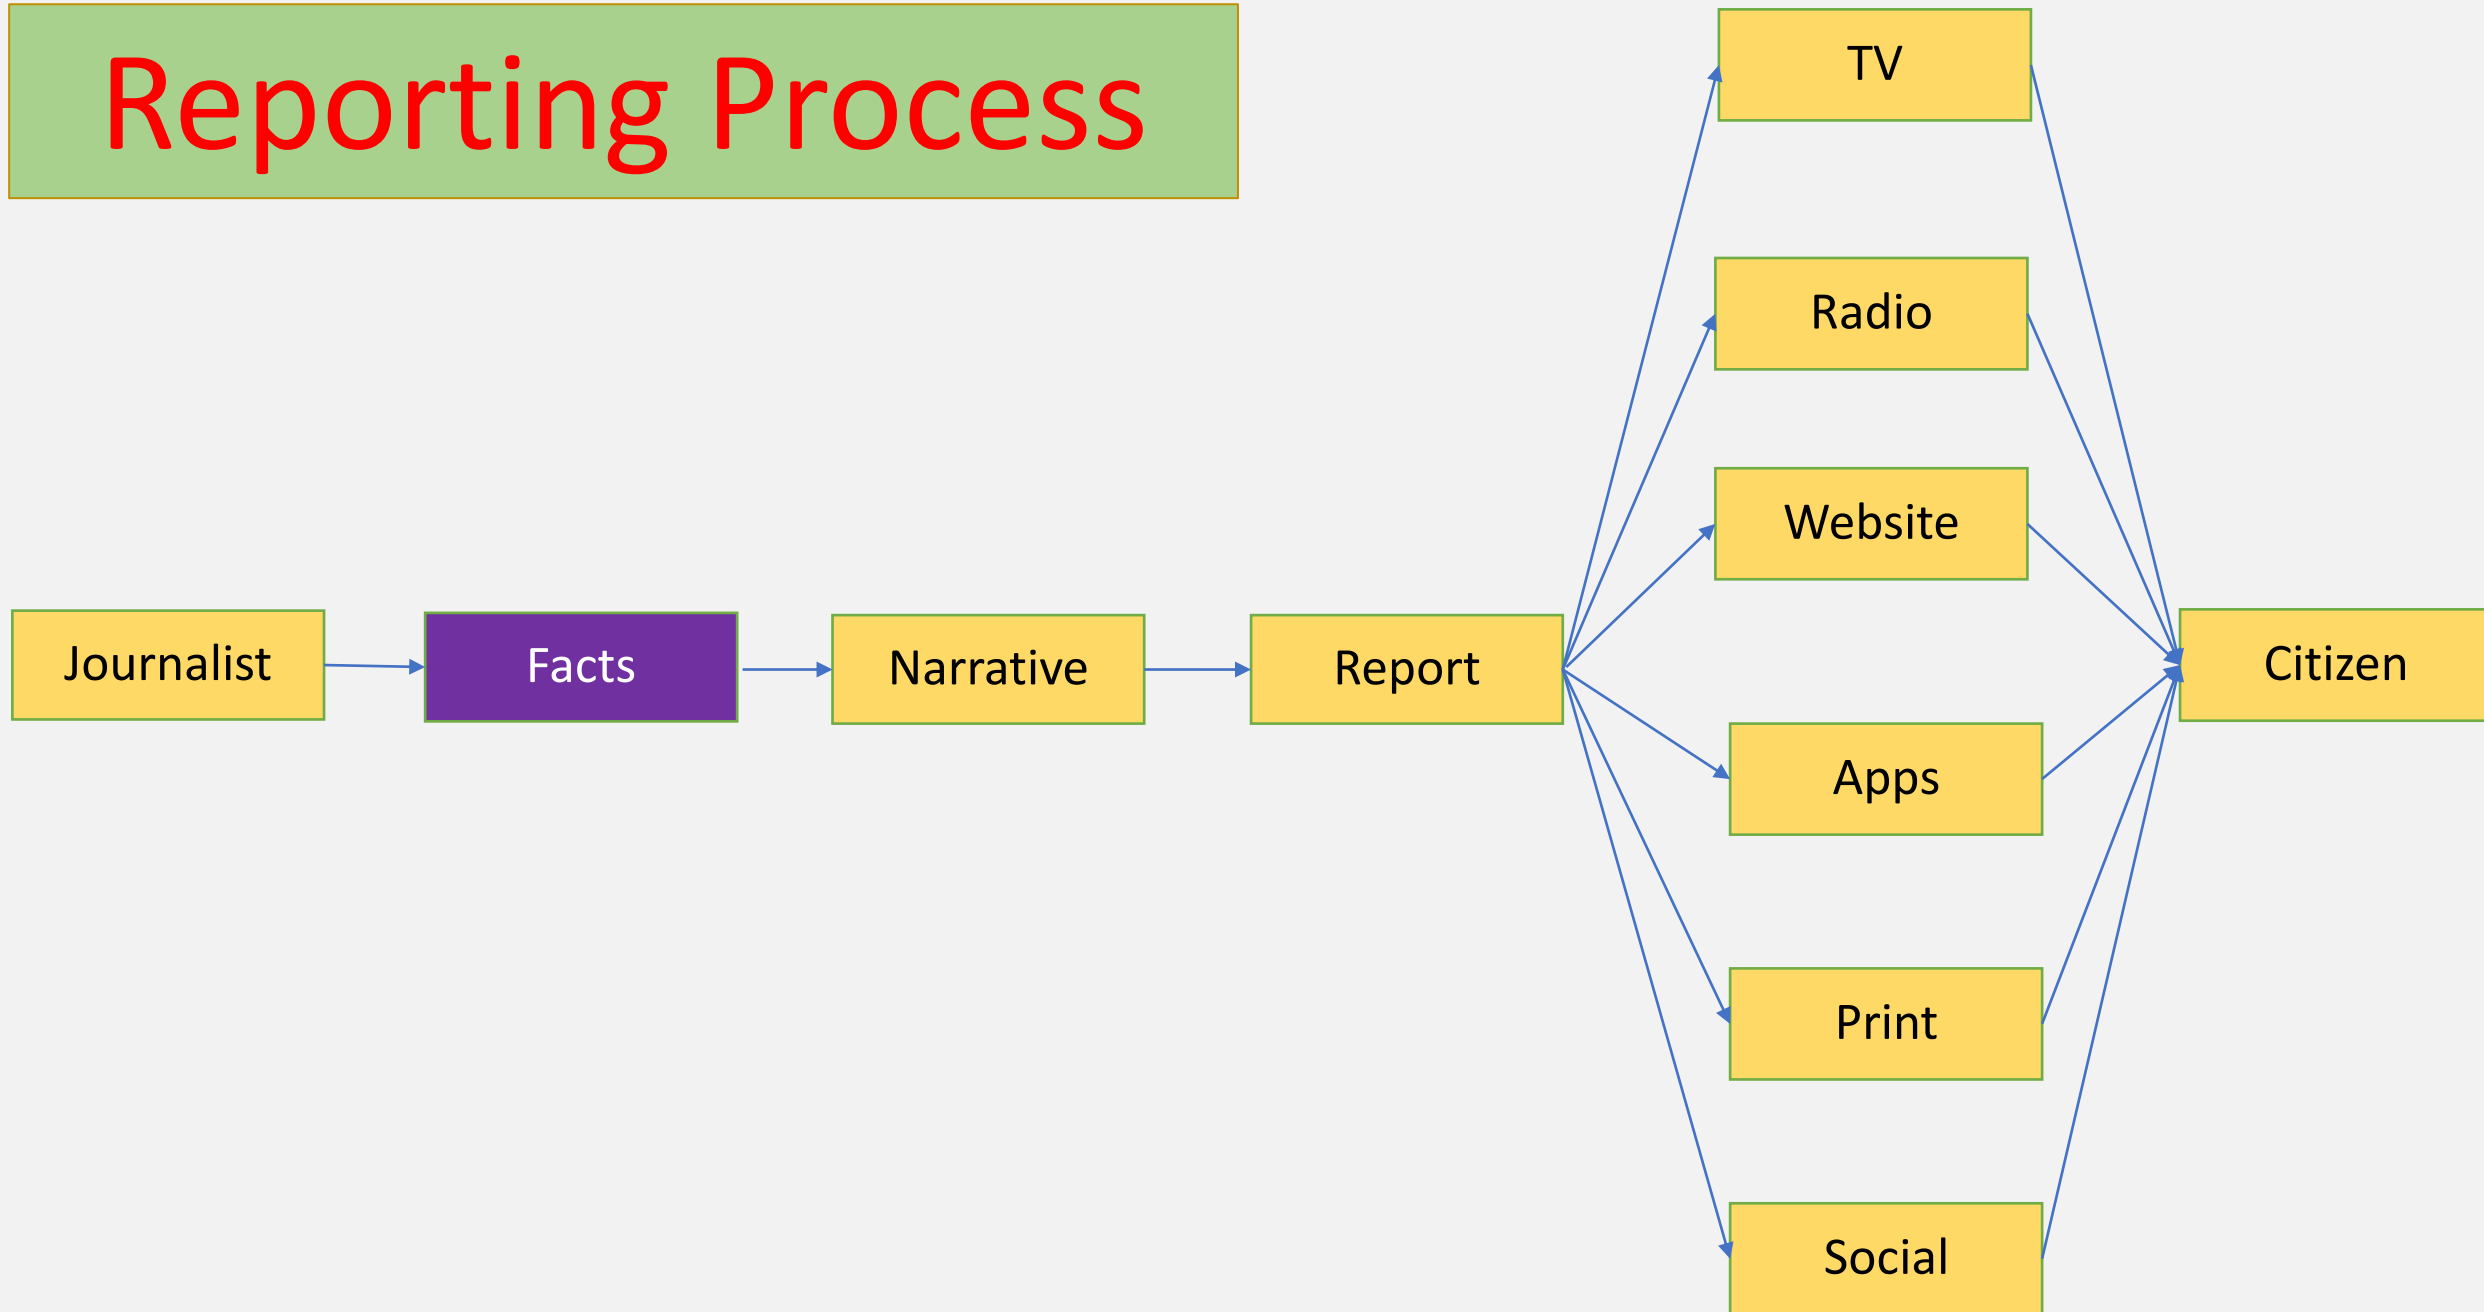 Reporting Process
TV
Radio
Website
Journalist
Facts
Narrative
Report
Citizen
Apps
Print
Social